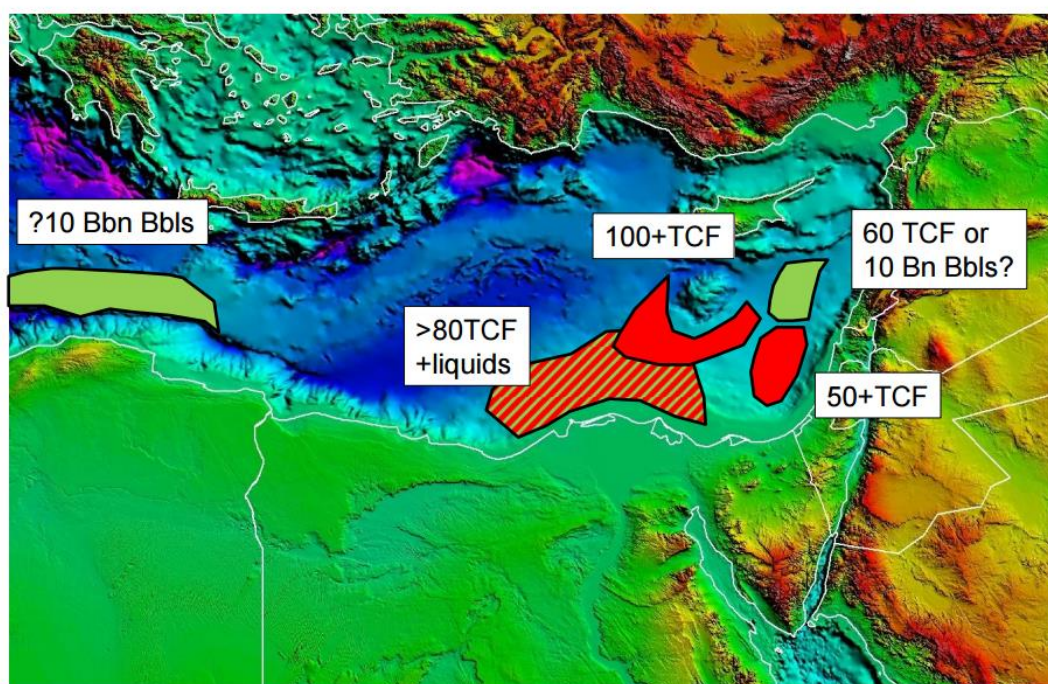 ?10 Bbn Bbls
100+TCF
60 TCF or
10 Bn Bbls?
>80TCF
+liquids
50+TCF